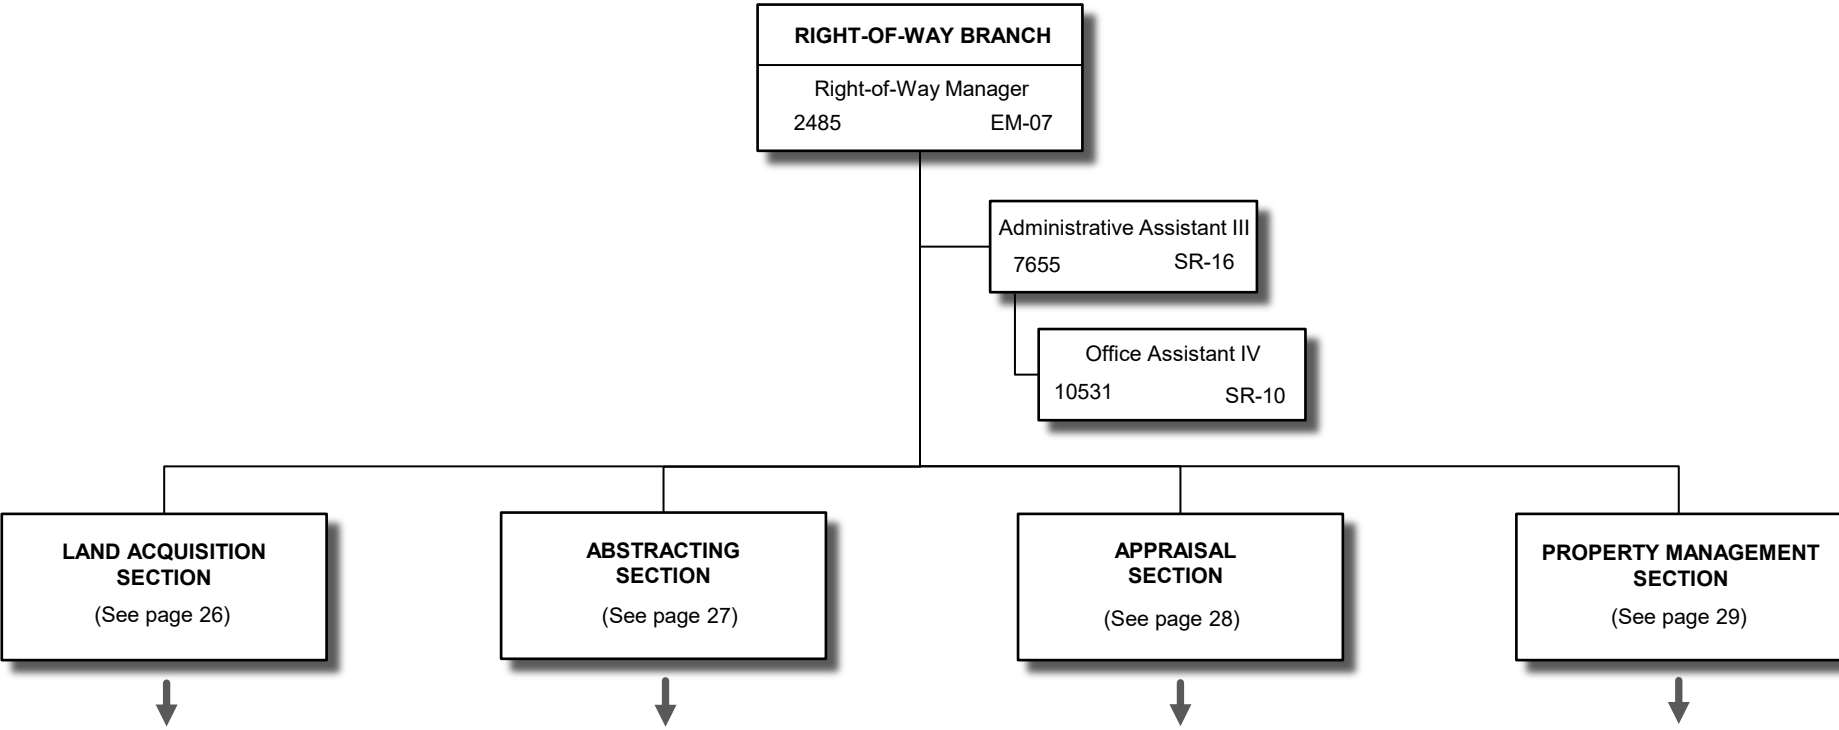 RIGHT-OF-WAY BRANCH
Right-of-Way Manager
2485 EM-07
Administrative Assistant III
7655 SR-16
Office Assistant IV
10531 SR-10
LAND ACQUISITION
SECTION
(See page 26)
ABSTRACTING
SECTION
(See page 27)
APPRAISAL
SECTION
(See page 28)
PROPERTY MANAGEMENT
SECTION
(See page 29)